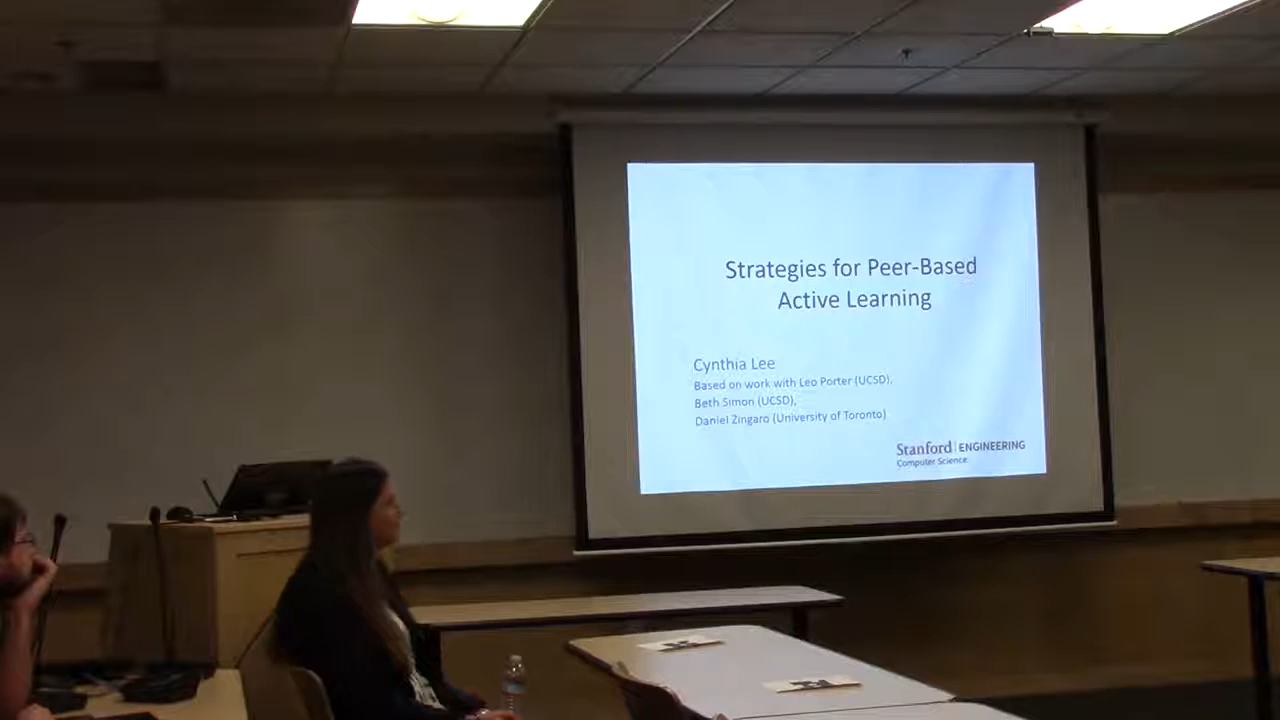 Strategies for Peer-Based
Active Learning
Cynthia Lee
Based on work with Leo Porter (UCSD),
Beth Simon (UCSD),
Daniel Zingaro (University of Toronto)
Stanford | ENGINEERING
Computer Science